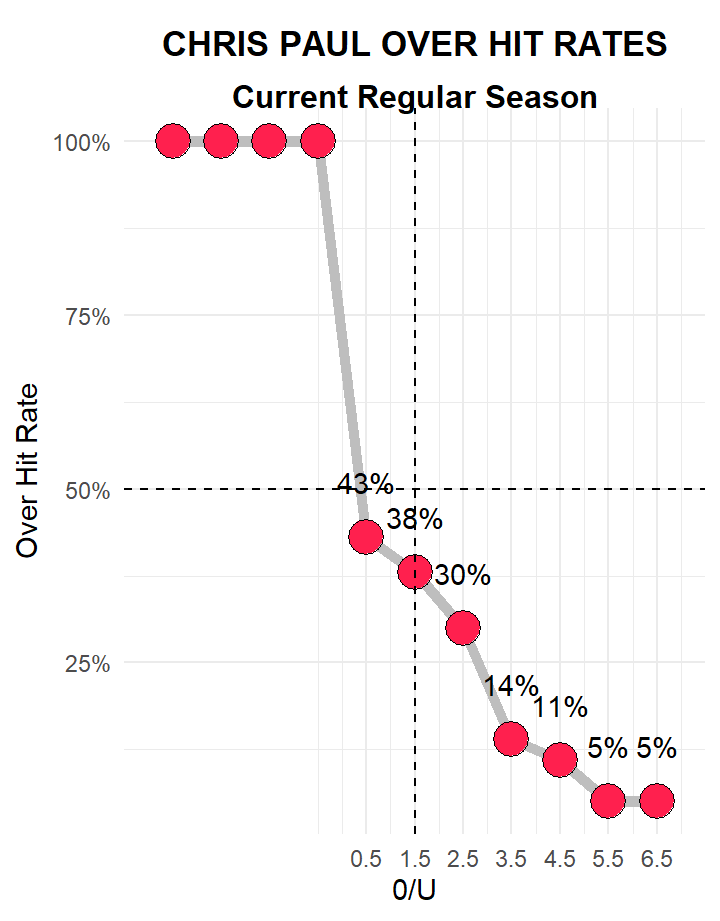 CHRIS PAUL OVER HIT RATES
Current Regular Season
100%
75%
50%
25%
Over Hit Rate
43%
38%
30%
14%
11%
5% 5%
0.5 1.5 2.5 3.5 4.5 5.5 6.5
0/U